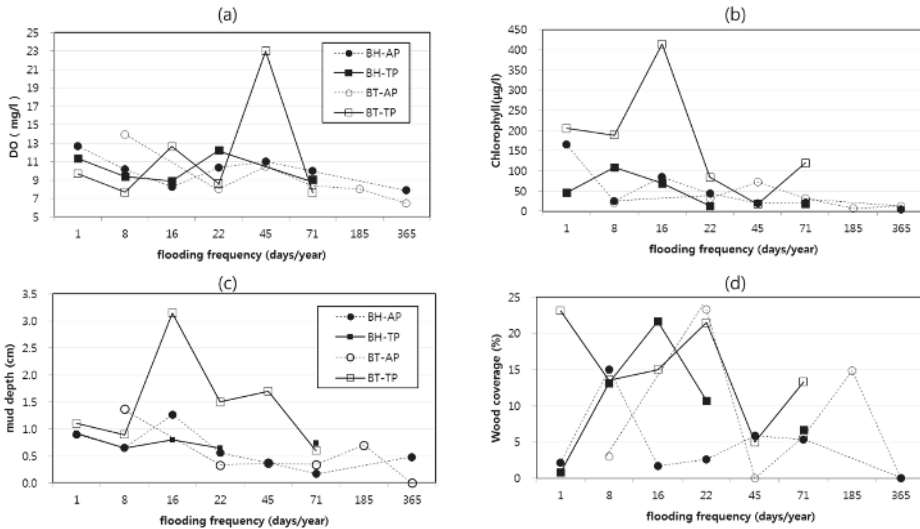 (a)
DO ( mg/l )
25
23
21
19
17
15
13
11
9
7
5
BH-AP
BH-TP
BT-AP
BT-TP
1 8 16 22 45 71 185 365
flooding frequency (days/year)
(b)
Chlorophyll(μg/l)
450
400
350
300
250
200
150
100
50
0
1 8 16 22 45 71 185 365
flooding frequency (days/year)
(c)
mud depth (cm)
3.5
3.0
2.5
2.0
1.5
1.0
0.5
0.0
BH-AP
BH-TP
BT-AP
BT-TP
1 8 16 22 45 71 185 365
flooding frequency (days/year)
(d)
Wood coverage (%)
25
20
15
10
5
0
1 8 16 22 45 71 185 365
flooding frequency (days/year)